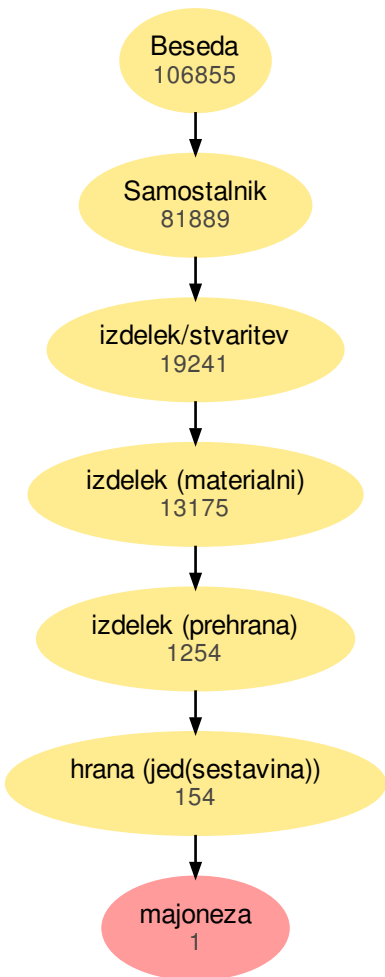 Beseda
106855
Samostalnik
81889
izdelek/stvaritev
19241
izdelek (materialni)
13175
izdelek (prehrana)
1254
hrana (jed(sestavina))
154
majoneza
1